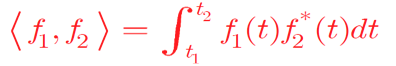 ⟨ f₁, f₂ ⟩ = ∫_{t₁}^{t₂} f₁(t) f₂^*(t) dt